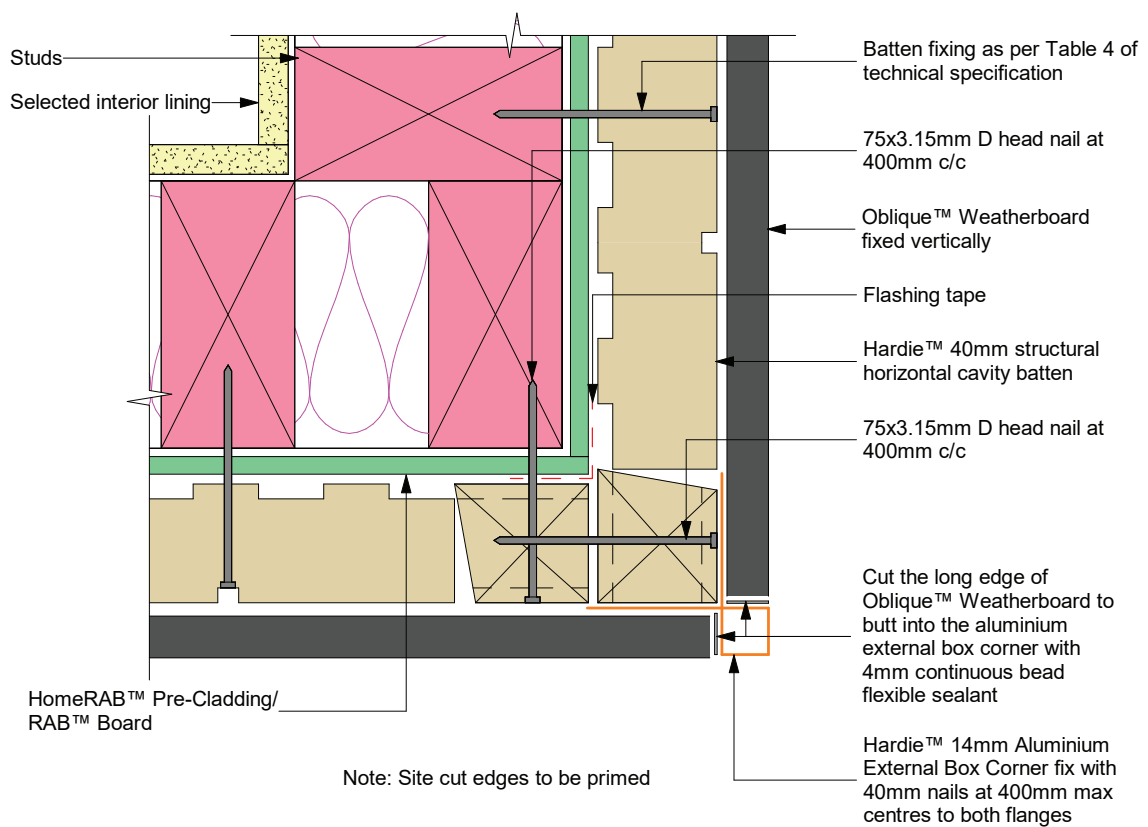 Studs
Selected interior lining
HomeRAB™ Pre-Cladding/
RAB™ Board
Note: Site cut edges to be primed
Batten fixing as per Table 4 of
technical specification
75x3.15mm D head nail at
400mm c/c
Oblique™ Weatherboard
fixed vertically
Flashing tape
Hardie™ 40mm structural
horizontal cavity batten
75x3.15mm D head nail at
400mm c/c
Cut the long edge of
Oblique™ Weatherboard to
butt into the aluminium
external box corner with
4mm continuous bead
flexible sealant
Hardie™ 14mm Aluminium
External Box Corner fix with
40mm nails at 400mm max
centres to both flanges